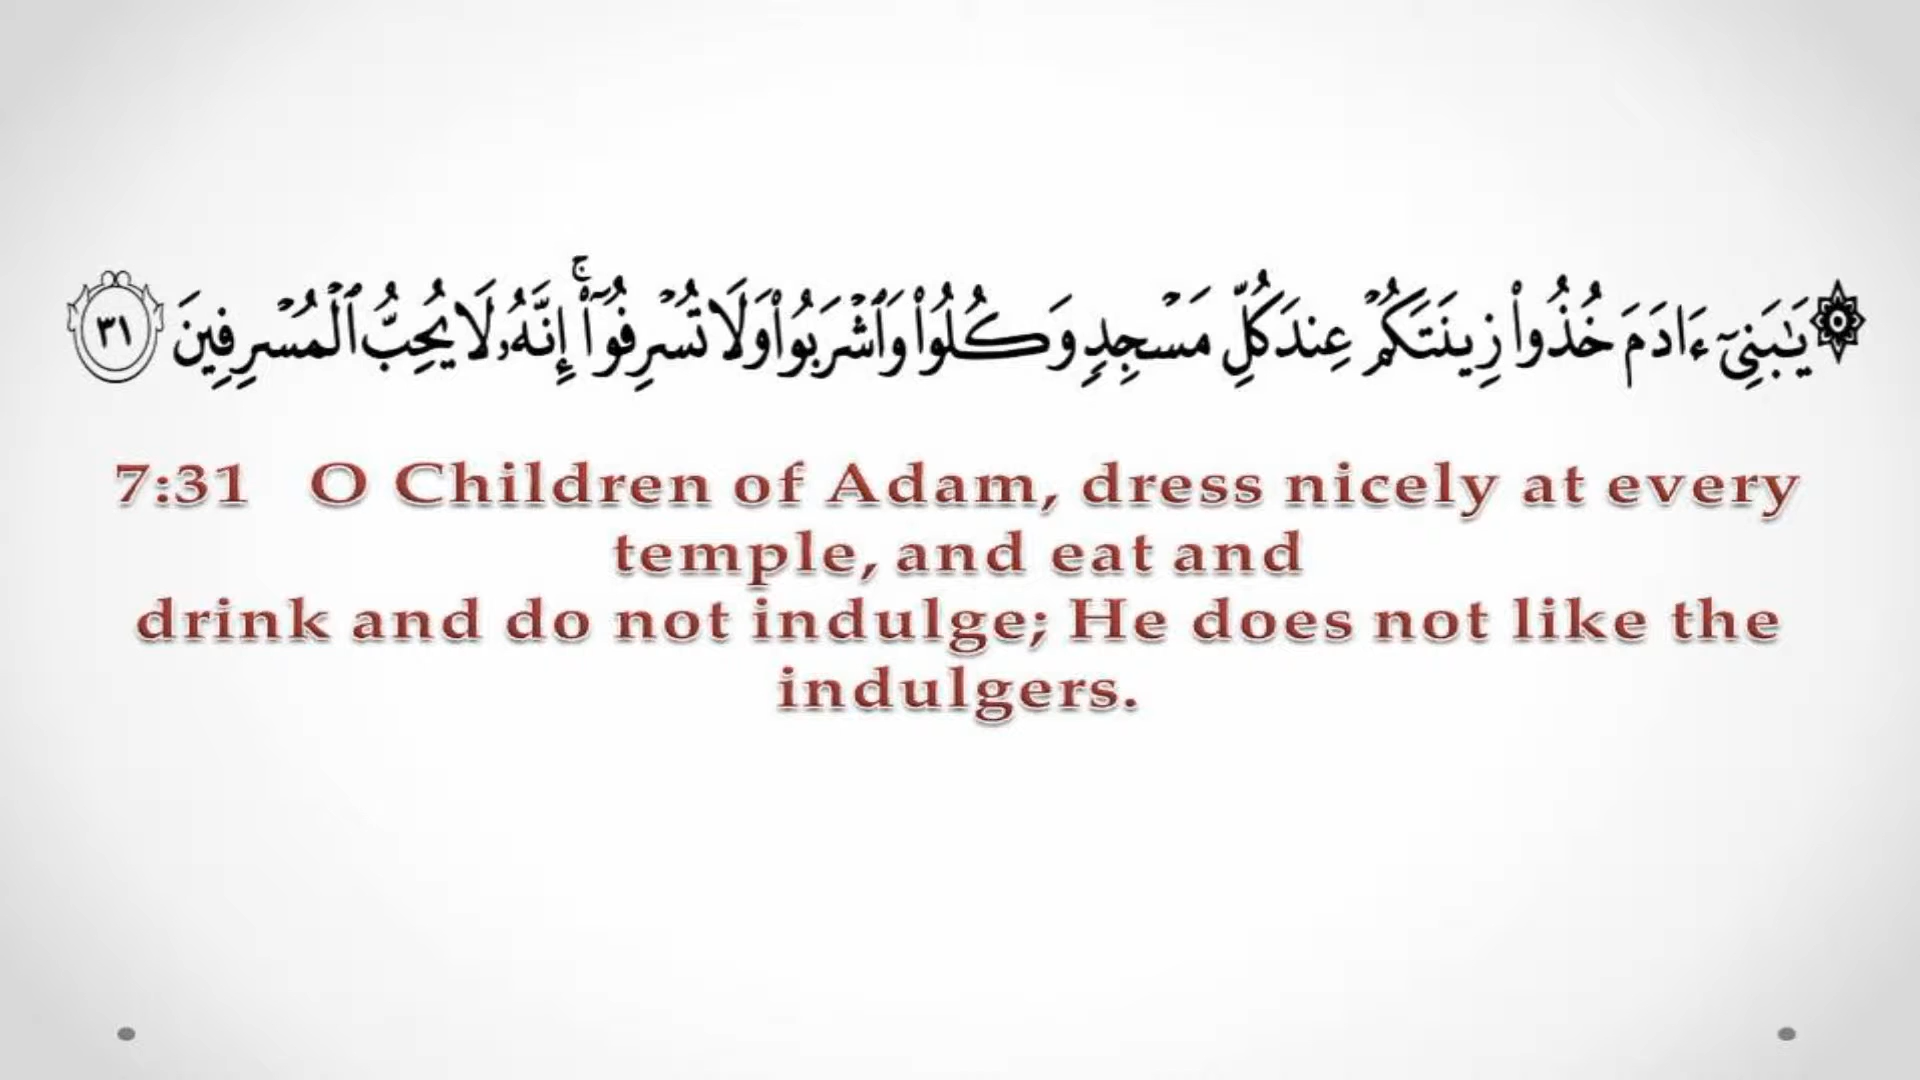 ۞ يَٰبَنِىٓ ءَادَمَ خُذُوا۟ زِينَتَكُمْ عِندَ كُلِّ مَسْجِدٍ وَكُلُوا۟ وَٱشْرَبُوا۟ وَلَا تُسْرِفُوٓا۟ ۚ إِنَّهُۥ لَا يُحِبُّ ٱلْمُسْرِفِينَ ٣١
7:31 O Children of Adam, dress nicely at every
temple, and eat and
drink and do not indulge; He does not like the
indulgers.